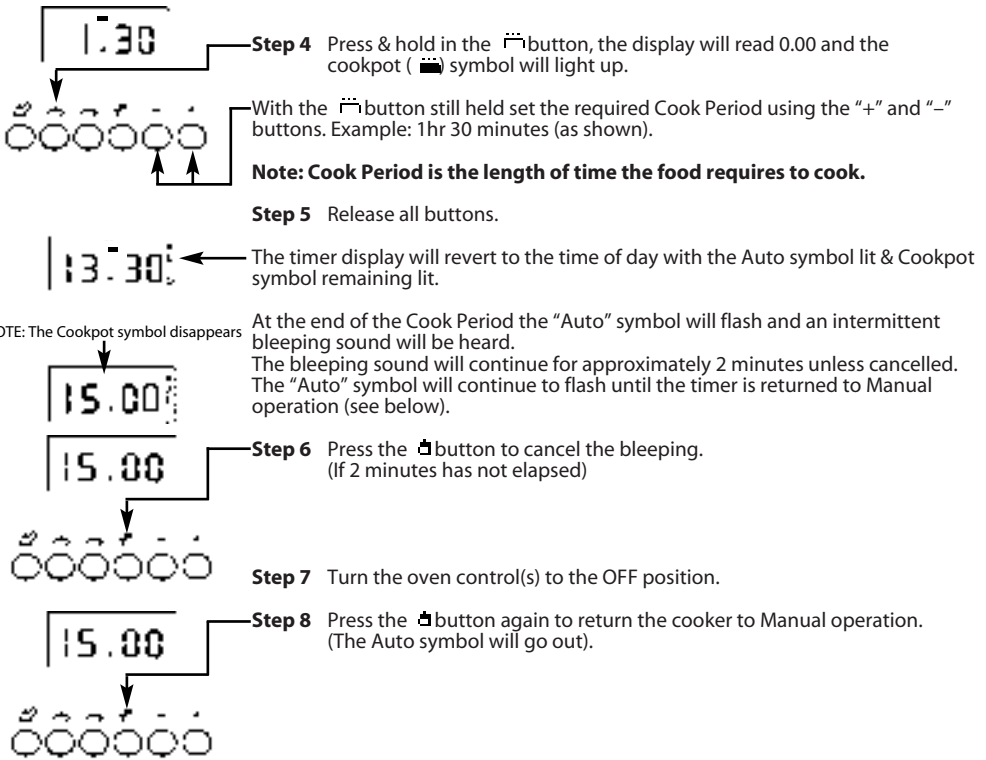 1.30
Step 4 Press & hold in the button, the display will read 0.00 and the
cookpot ( ) symbol will light up.
With the button still held set the required Cook Period using the “+” and “–”
buttons. Example: 1hr 30 minutes (as shown).
Note: Cook Period is the length of time the food requires to cook.
Step 5 Release all buttons.
13.30
The timer display will revert to the time of day with the Auto symbol lit & Cookpot
symbol remaining lit.
OTE: The Cookpot symbol disappears
At the end of the Cook Period the “Auto” symbol will flash and an intermittent
bleeping sound will be heard.
The bleeping sound will continue for approximately 2 minutes unless cancelled.
The “Auto” symbol will continue to flash until the timer is returned to Manual
operation (see below).
15.00
15.00
Step 6 Press the button to cancel the bleeping.
(If 2 minutes has not elapsed)
Step 7 Turn the oven control(s) to the OFF position.
15.00
Step 8 Press the button again to return the cooker to Manual operation.
(The Auto symbol will go out).